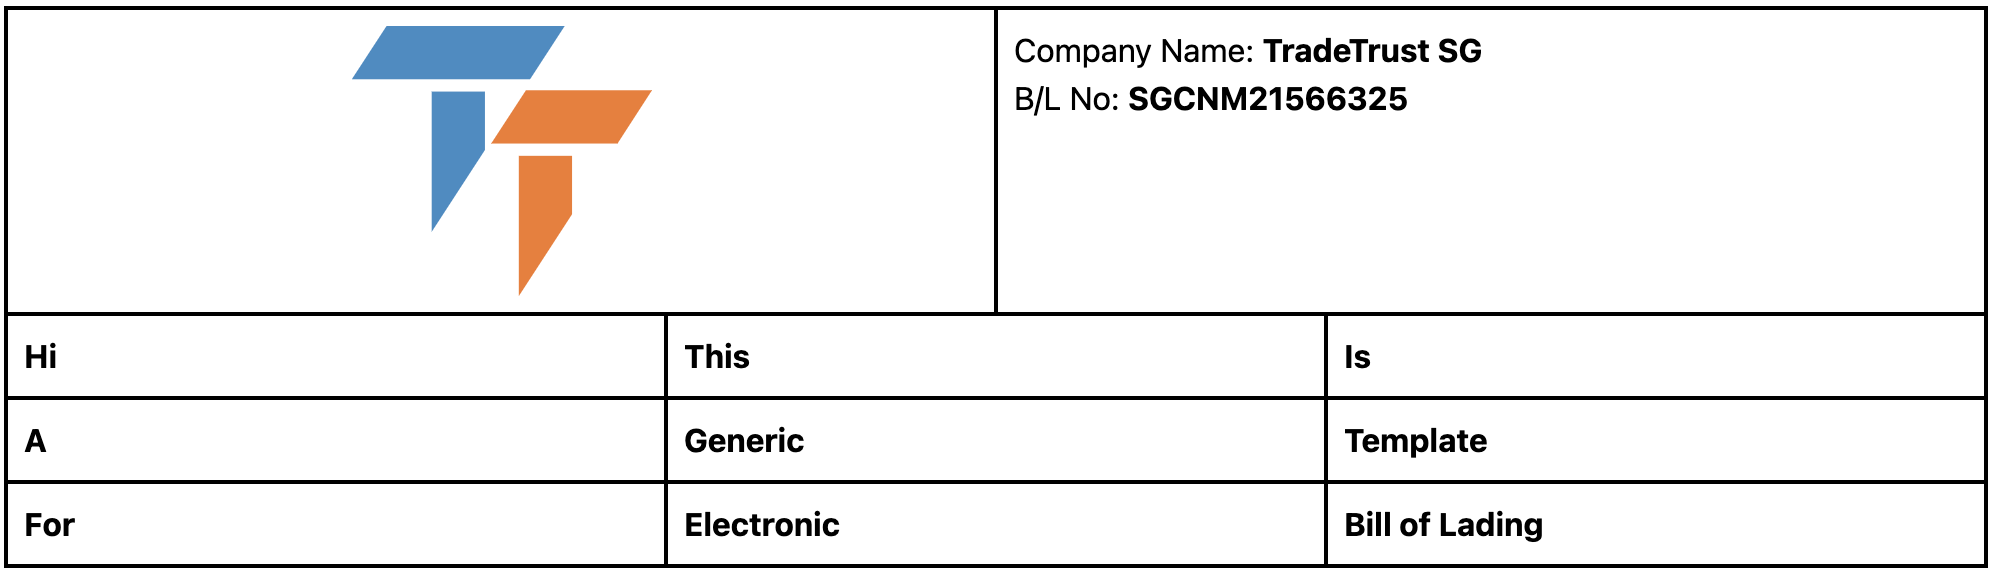 Company Name: TradeTrust SG
B/L No: SGCNM21566325
Hi This Is
A Generic Template
For Electronic Bill of Lading